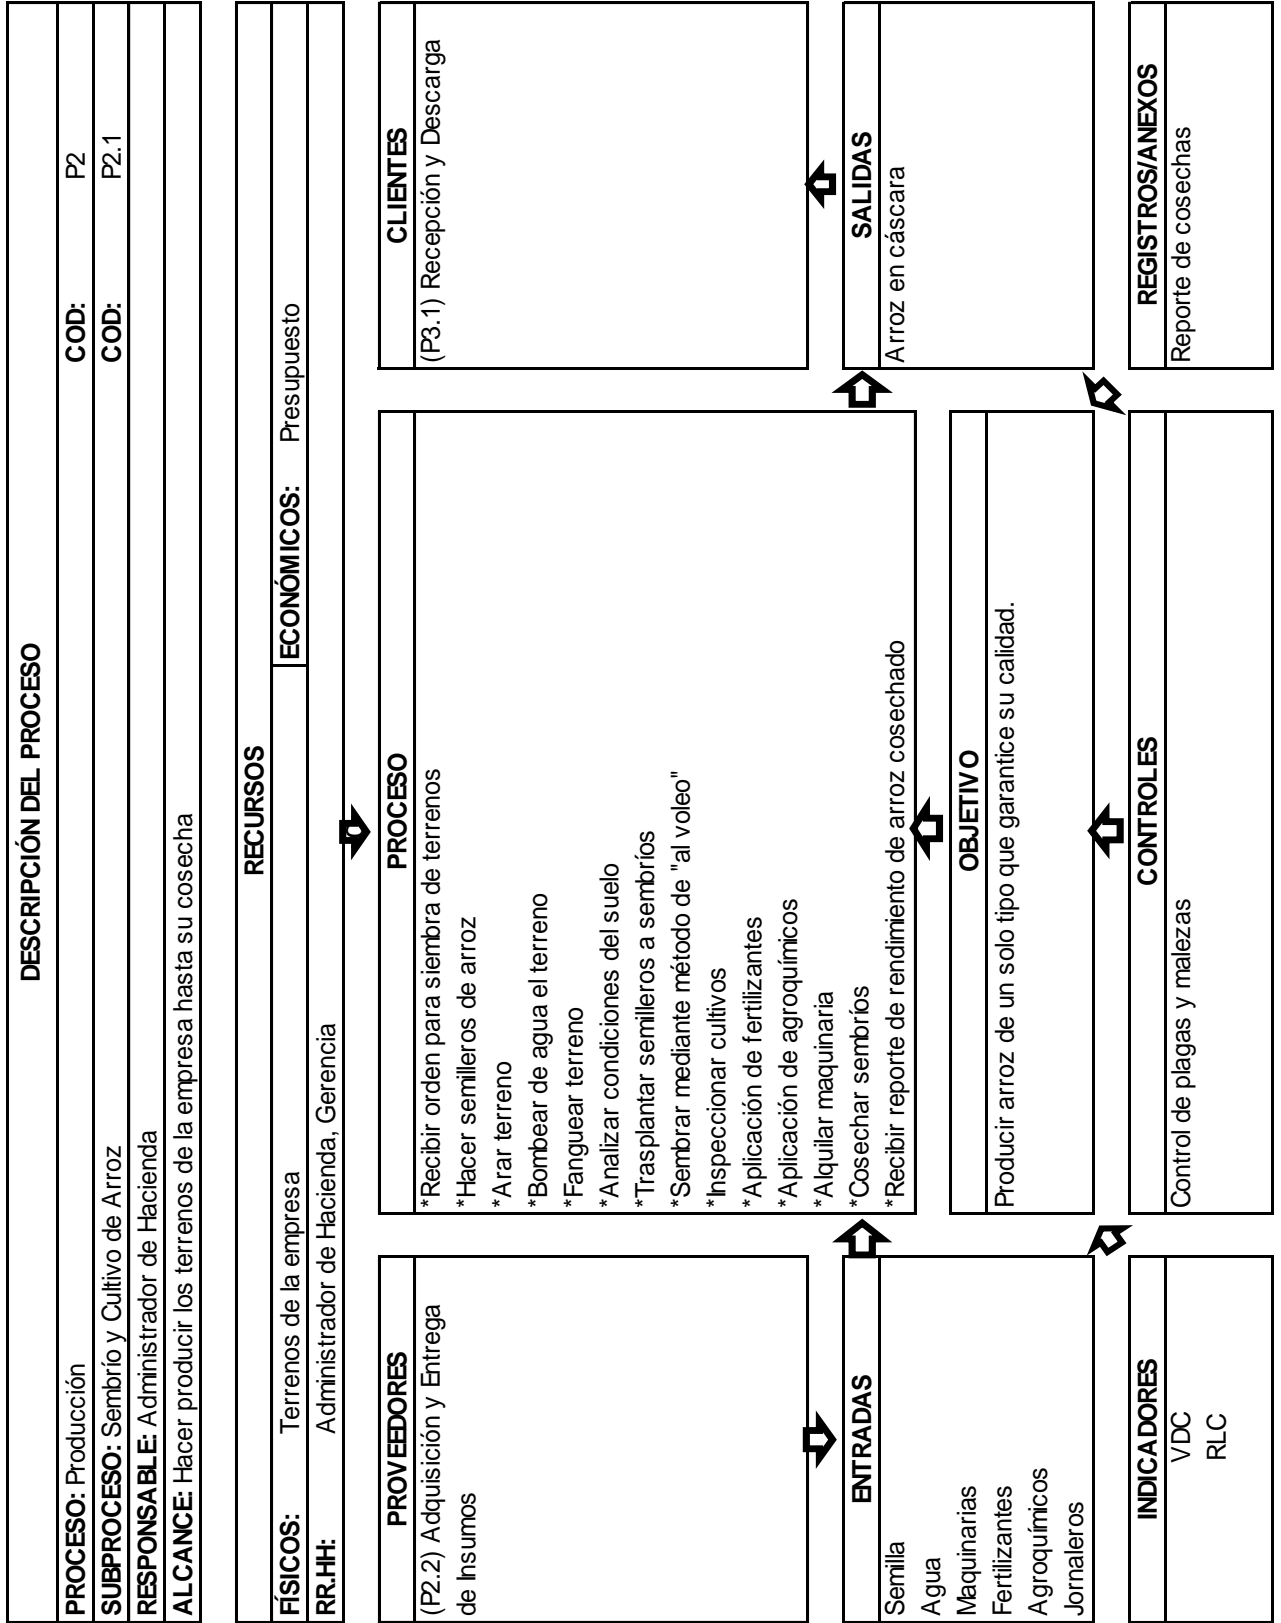 DESCRIPCIÓN DEL PROCESO
PROCESO: Producción COD: P2
SUBPROCESO: Sembrío y Cultivo de Arroz COD: P2.1
RESPONSABLE: Administrador de Hacienda
ALCANCE: Hacer producir los terrenos de la empresa hasta su cosecha
RECURSOS
FÍSICOS: Terrenos de la empresa ECONÓMICOS: Presupuesto
RR.HH: Administrador de Hacienda, Gerencia
PROVEEDORES
(P2.2) Adquisición y Entrega
de Insumos
PROCESO
*Recibir orden para siembra de terrenos
*Hacer semilleros de arroz
*Arar terreno
*Bombear de agua el terreno
*Fanguear terreno
*Analizar condiciones del suelo
*Trasplantar semilleros a sembríos
*Sembrar mediante método de "al voleo"
*Inspeccionar cultivos
*Aplicación de fertilizantes
*Aplicación de agroquímicos
*Alquilar maquinaria
*Cosechar sembríos
*Recibir reporte de rendimiento de arroz cosechado
CLIENTES
(P3.1) Recepción y Descarga
ENTRADAS
Semilla
Agua
Maquinarias
Fertilizantes
Agroquímicos
Jornaleros
OBJETIVO
Producir arroz de un solo tipo que garantice su calidad.
SALIDAS
Arroz en cáscara
INDICADORES
VDC
RLC
CONTROLES
Control de plagas y malezas
REGISTROS/ANEXOS
Reporte de cosechas